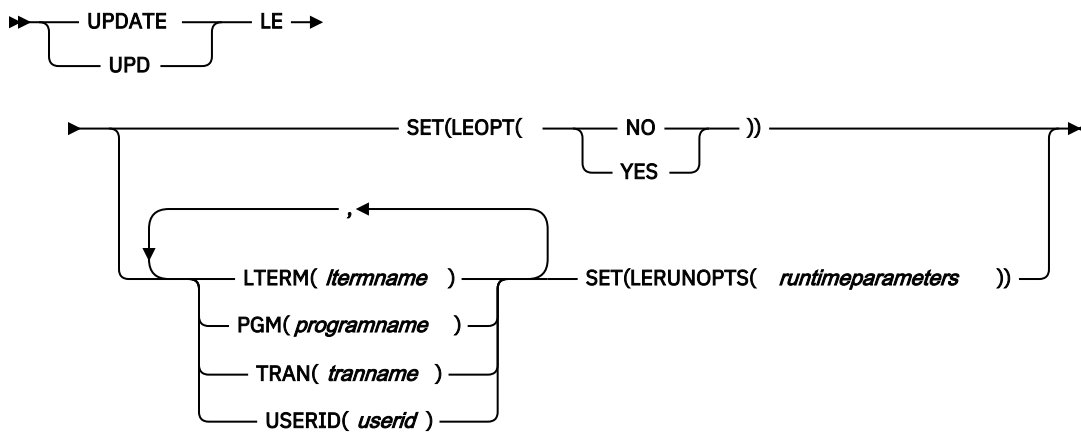 UPDATE LE
UPD
SET(LEOPT( NO ))
YES
,
LTERM( ltermname ) SET(LERUNOPTS( runtimeparameters ))
PGM( programname )
TRAN( tranname )
USERID( userid )